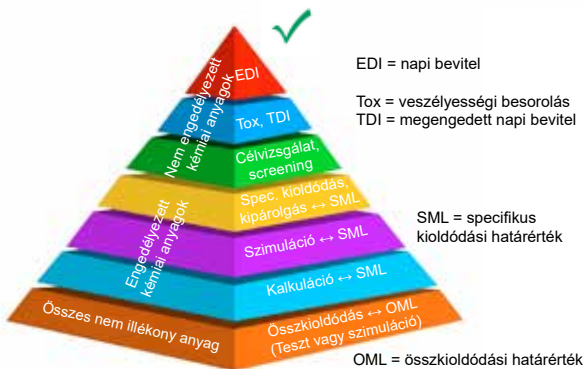 EDI
Tox, TDI
Célvizsgálat,
screening
Spec. kioldódás,
kipárolgás ↔ SML
Szimuláció ↔ SML
Kalkuláció ↔ SML
Összkioldódás ↔ OML
(Teszt vagy szimuláció)
Nem engedélyezett
kémiai anyagok
Engedélyezett
kémiai anyagok
Összes nem illékony anyag
EDI = napi bevitel
Tox = veszélyességi besorolás
TDI = megengedett napi bevitel
SML = specifikus
kioldódási határérték
OML = összkioldódási határérték